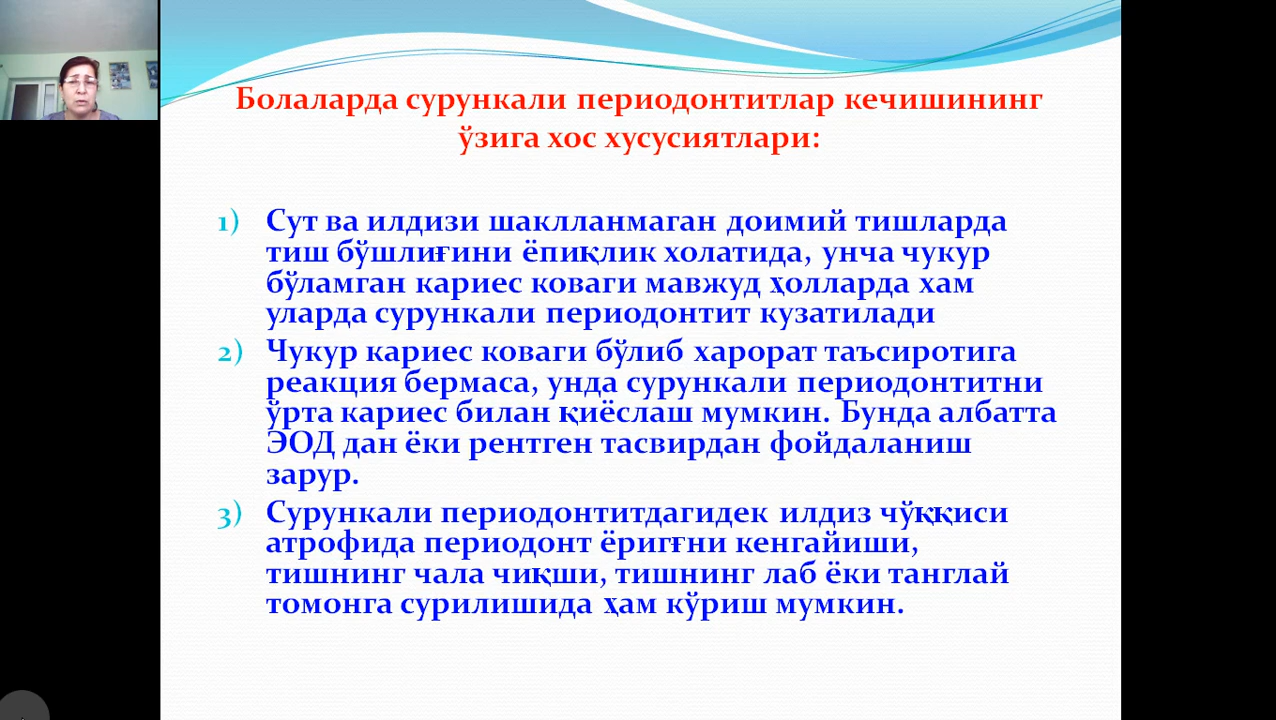 Болаларда сурункали периодонтитлар кечишининг
ўзига хос хусусиятлари:
1) Сут ва илдизи шаклланмаган доимий тишларда
тиш бўшлиғини ёпиқлик холатида, унча чукур
бўламган кариес коваги мавжуд ҳолларда хам
уларда сурункали периодонтит кузатилади
2) Чукур кариес коваги бўлиб харорат таъсиротига
реакция бермаса, унда сурункали периодонтитни
ўрта кариес билан қиёслаш мумкин. Бунда албатта
ЭОД дан ёки рентген тасвирдан фойдаланиш
зарур.
3) Сурункали периодонтитдагидек илдиз чўққиси
атрофида периодонт ёриғғни кенгайиши,
тишнинг чала чиқши, тишнинг лаб ёки танглай
томонга сурилишида ҳам кўриш мумкин.